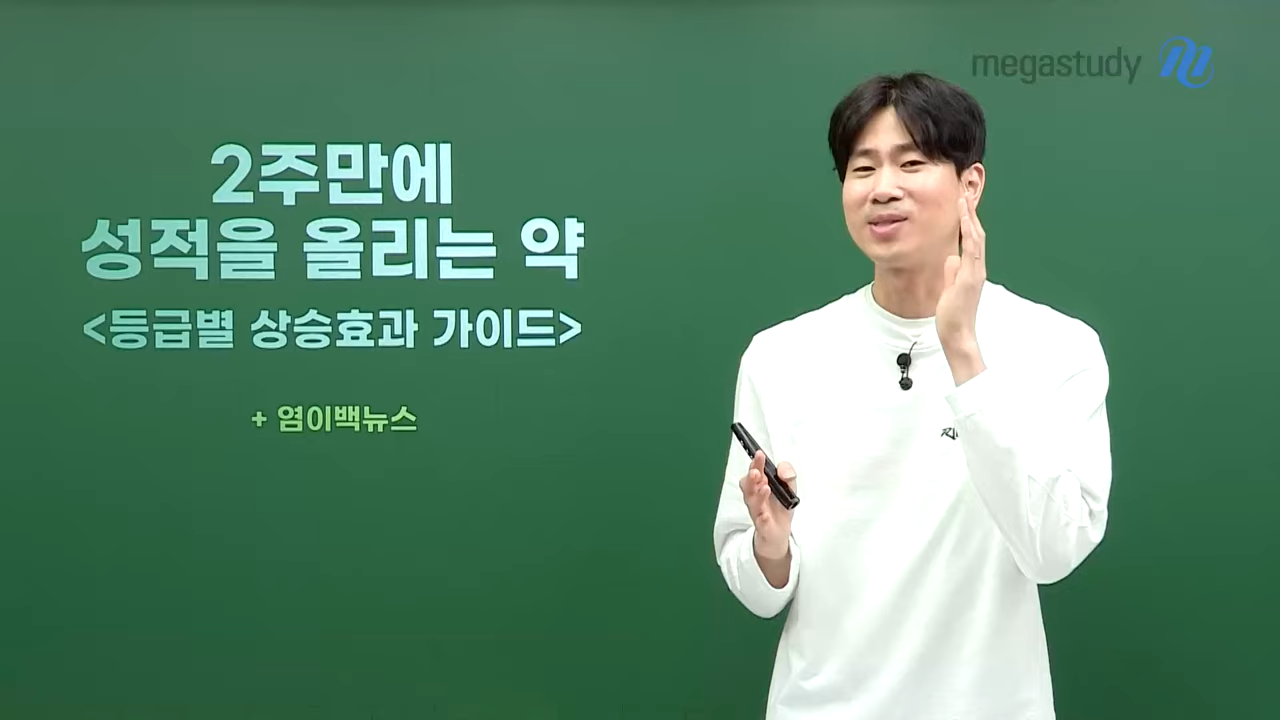 megastudy
2주만에
성적을 올리는 약
<등급별 상승효과 가이드>
+ 염이백뉴스